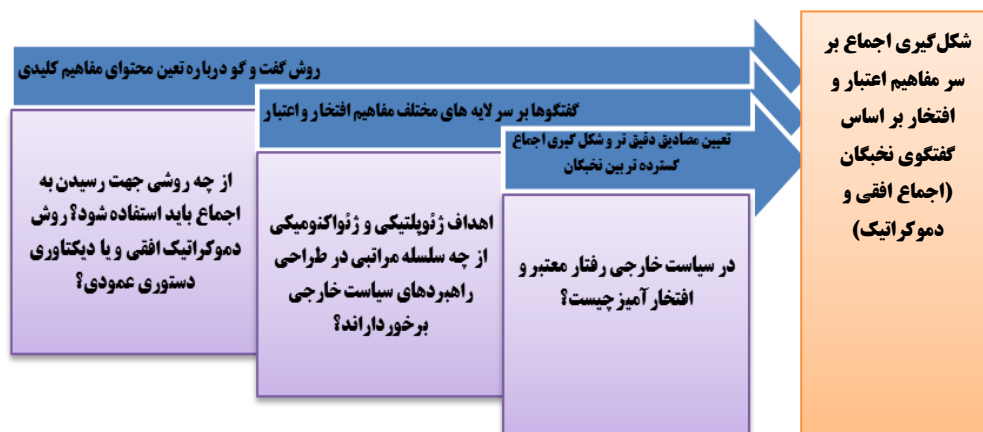 شکل‌گیری اجماع بر
سر مفاهیم اعتبار و
افتخار بر اساس
گفتگوی نخبگان
(اجماع افقی و
دموکراتیک)
روش گفت و گو درباره تعین محتوای مفاهیم کلیدی
گفتگوها بر سر لایه های مختلف مفاهیم افتخار و اعتبار
تعیین مصادیق دقیق تر و شکل گیری اجماع
گسترده تر بین نخبگان
از چه روشی جهت رسیدن به
اجماع باید استفاده شود؟ روش
دموکراتیک افقی و یا دیکتاوری
دستوری عمودی؟
اهداف ژئوپلتیکی و ژئواکنومیکی
از چه سلسله مراتبی در طراحی
راهبردهای سیاست خارجی
برخورداراند؟
در سیاست خارجی رفتار معتبر و
افتخار آمیز چیست؟